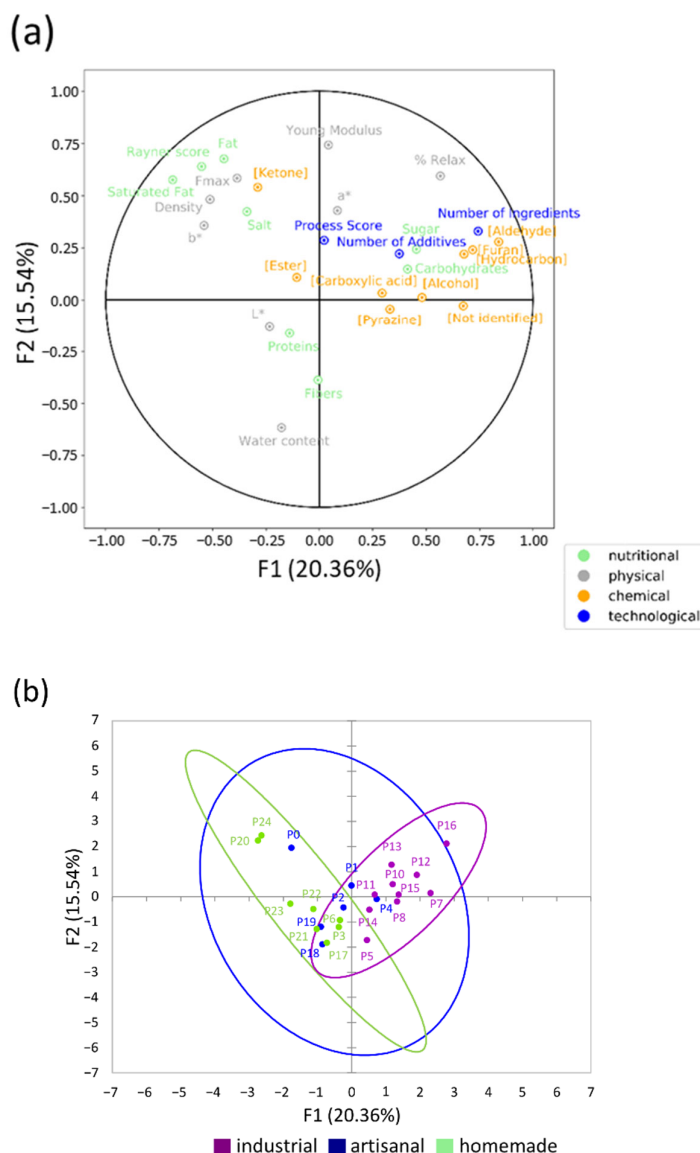 (a)
1.00
0.75
Young Modulus
Fat
Rayner score
% Relax
Fmax
[Ketone]
Saturated Fat
0.50
Density
a*
Salt
Number of Ingredients
b*
Process Score
[Aldehyde]
Sugar
[Furan]
Number of Additives
0.25
[Hydrocarbon]
[Ester]
Carbohydrates
[Carboxylic acid]
[Alcohol]
0.00
[Pyrazine]
[Not identified]
L*
Proteins
−0.25
Fibers
−0.50
Water content
−0.75
−1.00
F2 (15.54%)
−1.00 −0.75 −0.50 −0.25 0.00 0.25 0.50 0.75 1.00
F1 (20.36%)
nutritional
physical
chemical
technological
(b)
7
6
5
4
3
P16
2
P24
P20
P0
P13
P12
1
P1
P10
P11
P15
P7
0
P2
P22
P4
P23
P8
−1
P19
P6
P14
P21
P3
P5
−2
P18
P17
−3
−4
−5
−6
−7
F2 (15.54%)
−7 −6 −5 −4 −3 −2 −1 0 1 2 3 4 5 6 7
F1 (20.36%)
industrial artisanal homemade